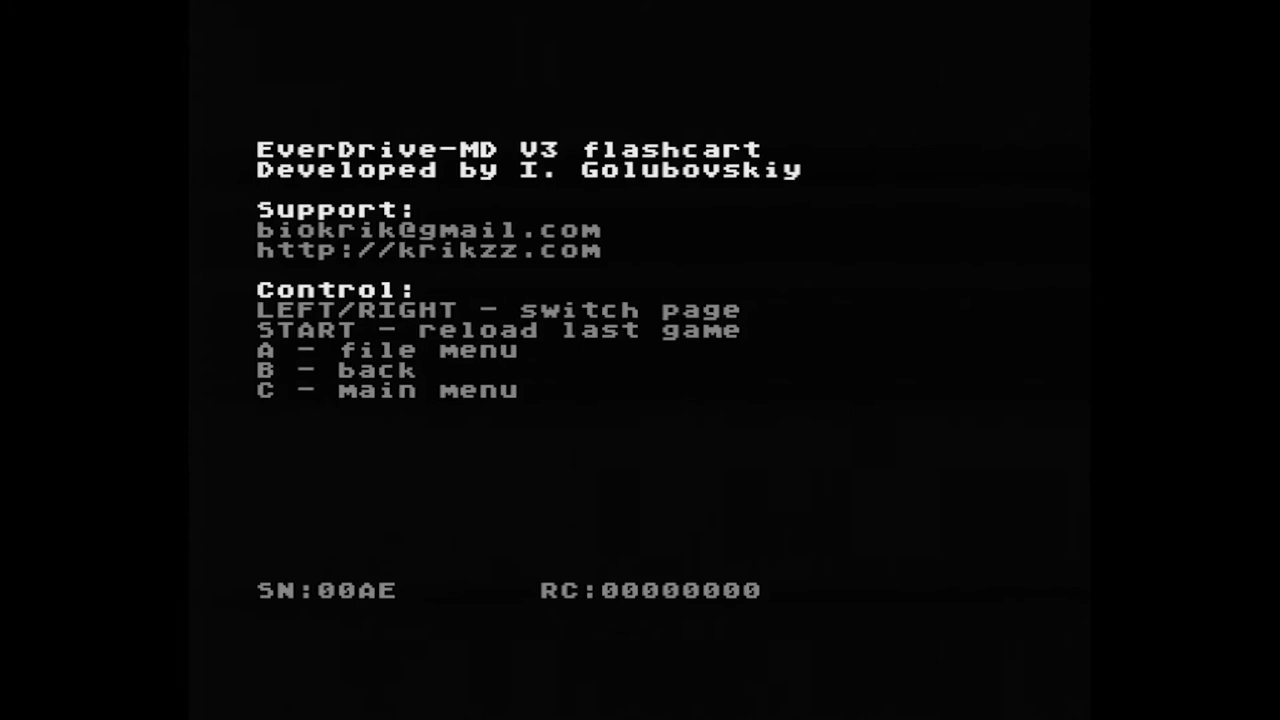 EverDrive-MD V3 flashcart
Developed by I. Golubovskiy
Support:
biokrik@gmail.com
http://krikzz.com
Control:
LEFT/RIGHT - switch page
START - reload last game
A - file menu
B - back
C - main menu
SN:00AE RC:00000000